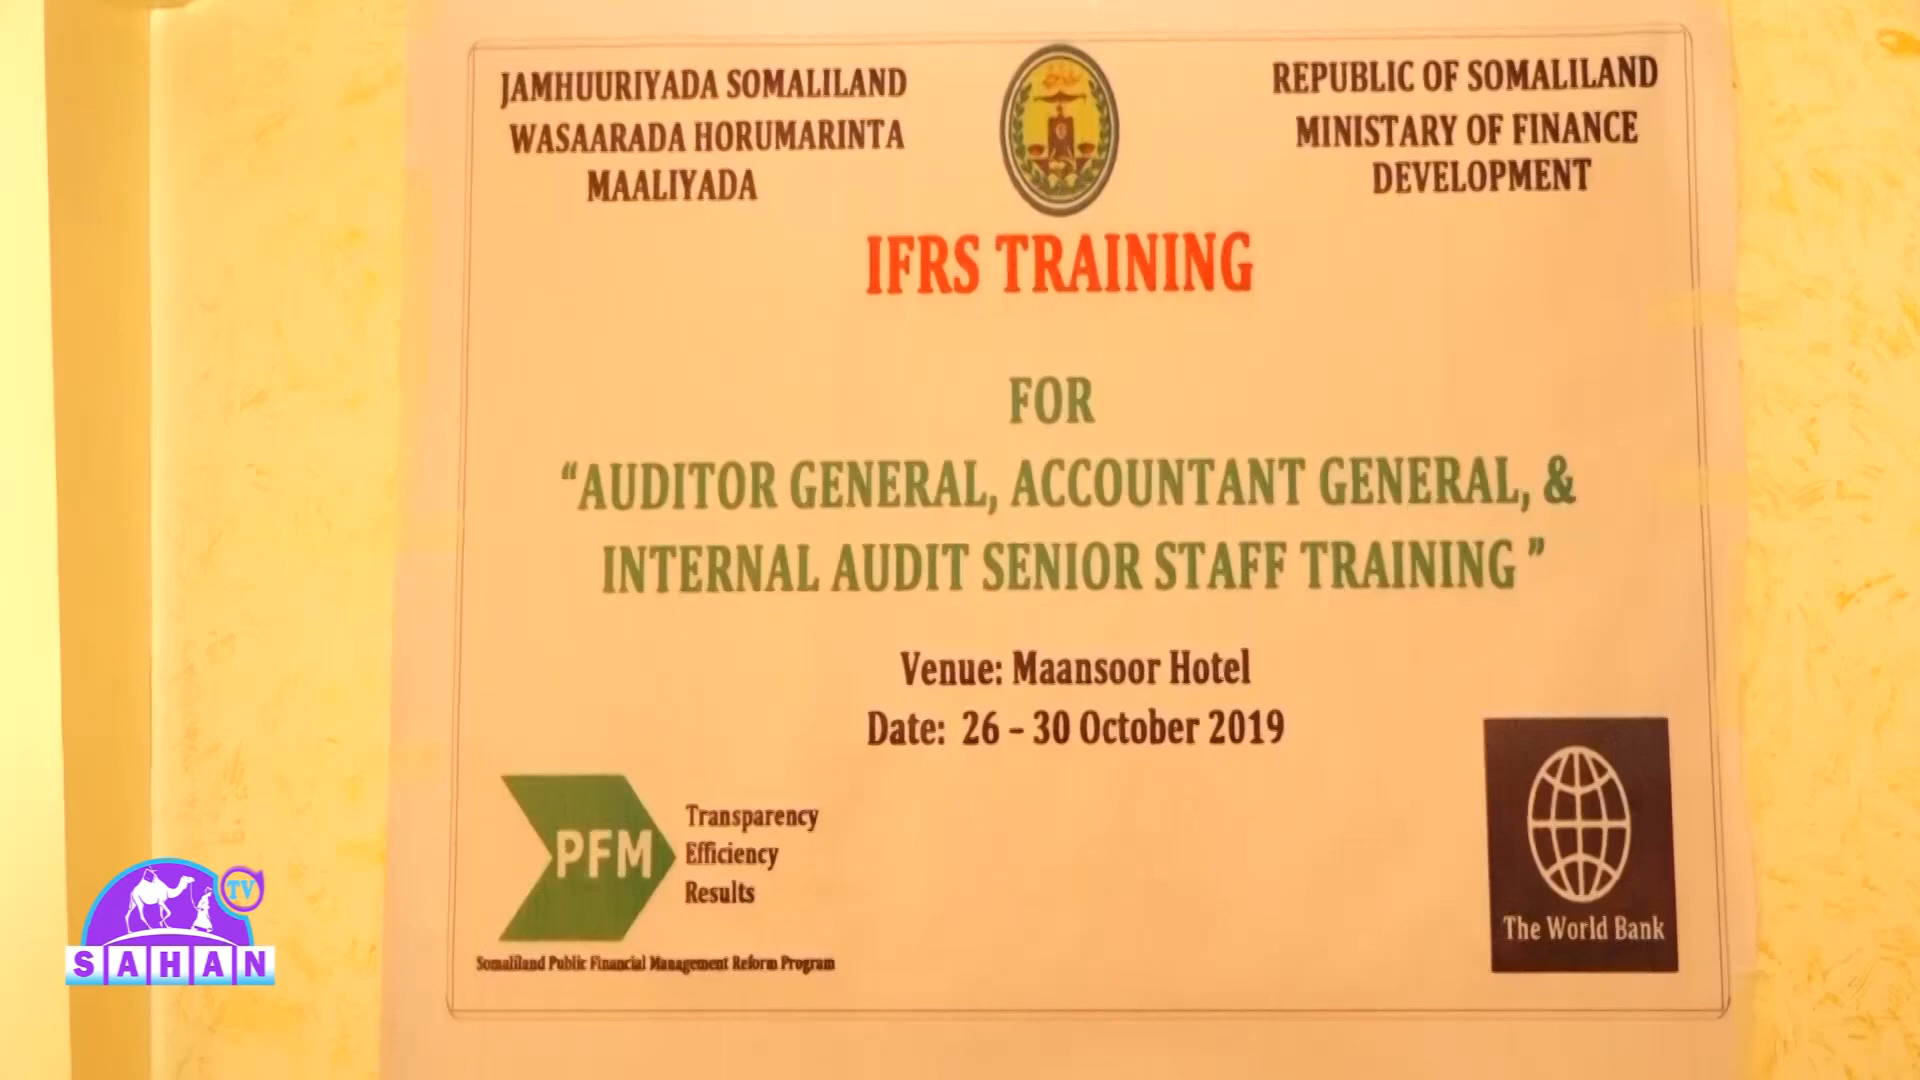 JAMHUURIYADA SOMALILAND
WASAARADA HORUMARINTA
MAALIYADA
REPUBLIC OF SOMALILAND
MINISTARY OF FINANCE
DEVELOPMENT
IFRS TRAINING
FOR
“AUDITOR GENERAL, ACCOUNTANT GENERAL, &
INTERNAL AUDIT SENIOR STAFF TRAINING ”
Venue: Maansoor Hotel
Date: 26 – 30 October 2019
PFM
Transparency
Efficiency
Results
Somaliland Public Financial Management Reform Program
The World Bank
TV
SAHAN